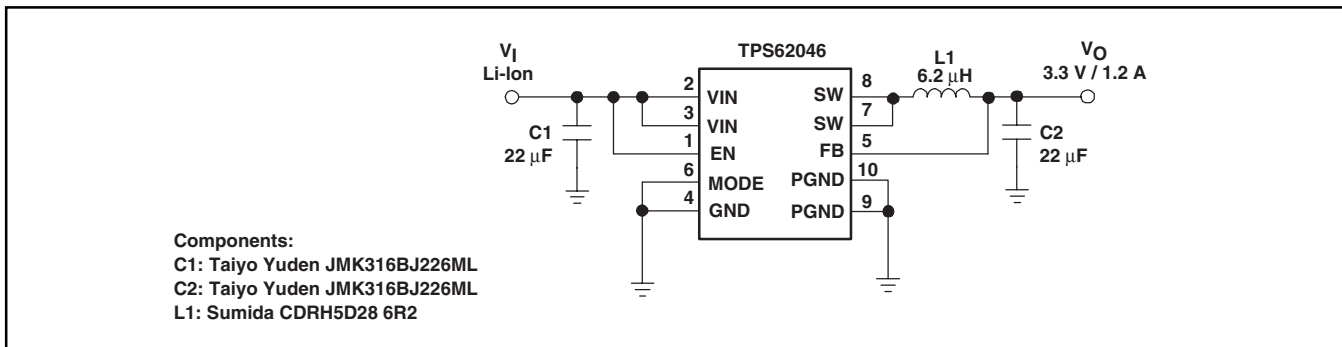 TPS62046
VI
Li-Ion
2 VIN
3 VIN
1 EN
6 MODE
4 GND
SW 8
SW 7
FB 5
PGND 10
PGND 9
L1
6.2 µH
VO
3.3 V / 1.2 A
C1
22 µF
C2
22 µF
Components:
C1: Taiyo Yuden JMK316BJ226ML
C2: Taiyo Yuden JMK316BJ226ML
L1: Sumida CDRH5D28 6R2